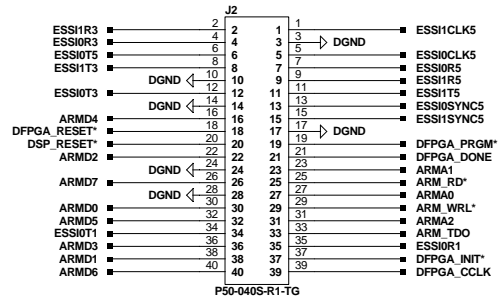 J2
ESSI1R3 2 2 1 1 ESSI1CLK5
ESSI0R3 4 4 3 3 DGND
ESSI0T5 6 6 5 5 ESSI0CLK5
ESSI1T3 8 8 7 7 ESSI0R5
DGND 10 10 9 9 ESSI1R5
ESSI0T3 12 12 11 11 ESSI1T5
DGND 14 14 13 13 ESSI0SYNC5
ARMD4 16 16 15 15 ESSI1SYNC5
DFPGA_RESET* 18 18 17 17 DGND
DSP_RESET* 20 20 19 19 DFPGA_PRGM*
ARMD2 22 22 21 21 DFPGA_DONE
DGND 24 24 23 23 ARMA1
ARMD7 26 26 25 25 ARM_RD*
DGND 28 28 27 27 ARMA0
ARMD0 30 30 29 29 ARM_WRL*
ARMD5 32 32 31 31 ARMA2
ESSI0T1 34 34 33 33 ARM_TDO
ARMD3 36 36 35 35 ESSI0R1
ARMD1 38 38 37 37 DFPGA_INIT*
ARMD6 40 40 39 39 DFPGA_CCLK
P50-040S-R1-TG